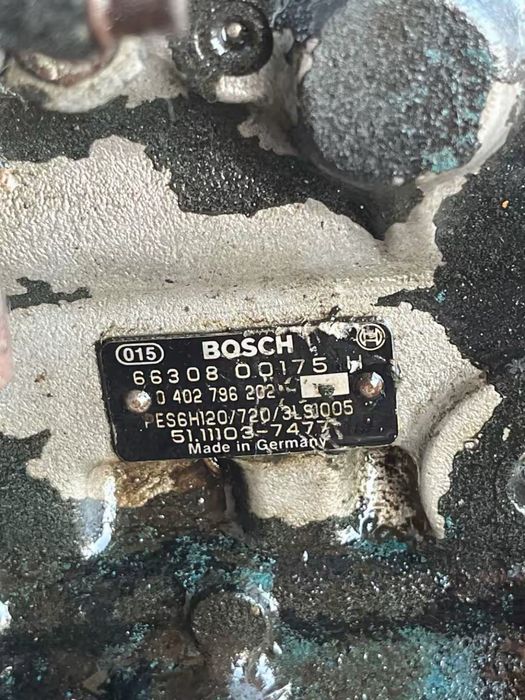 015 BOSCH
66308 00175 H
0 402 796 202
PES6H120/720/3LS1005
51.11103-7477
Made in Germany